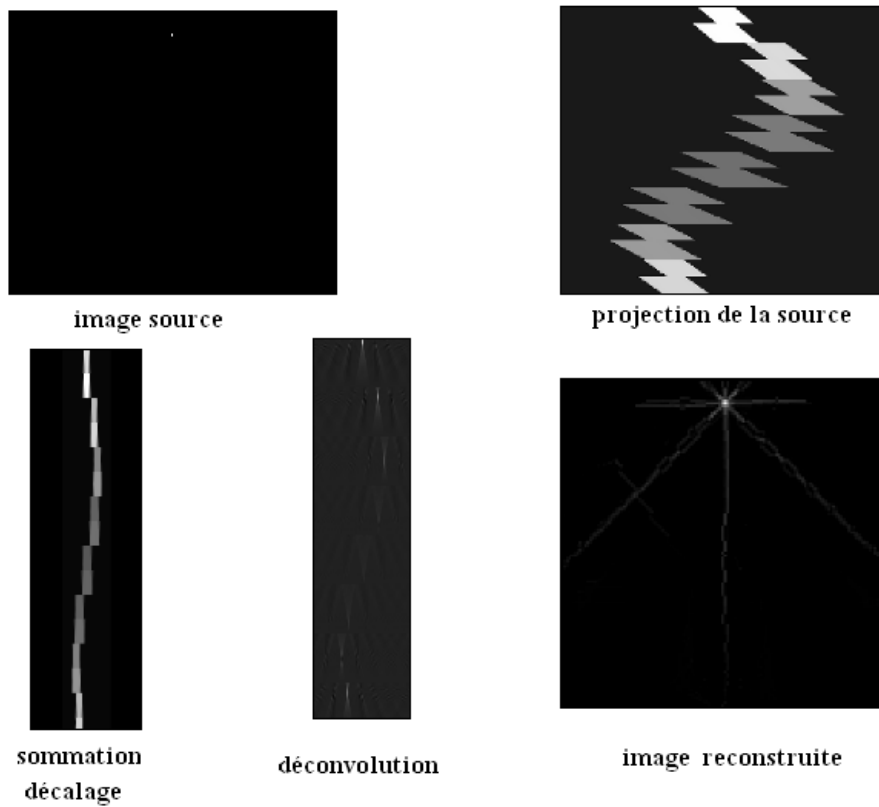 image source
projection de la source
sommation
décalage
déconvolution
image reconstruite